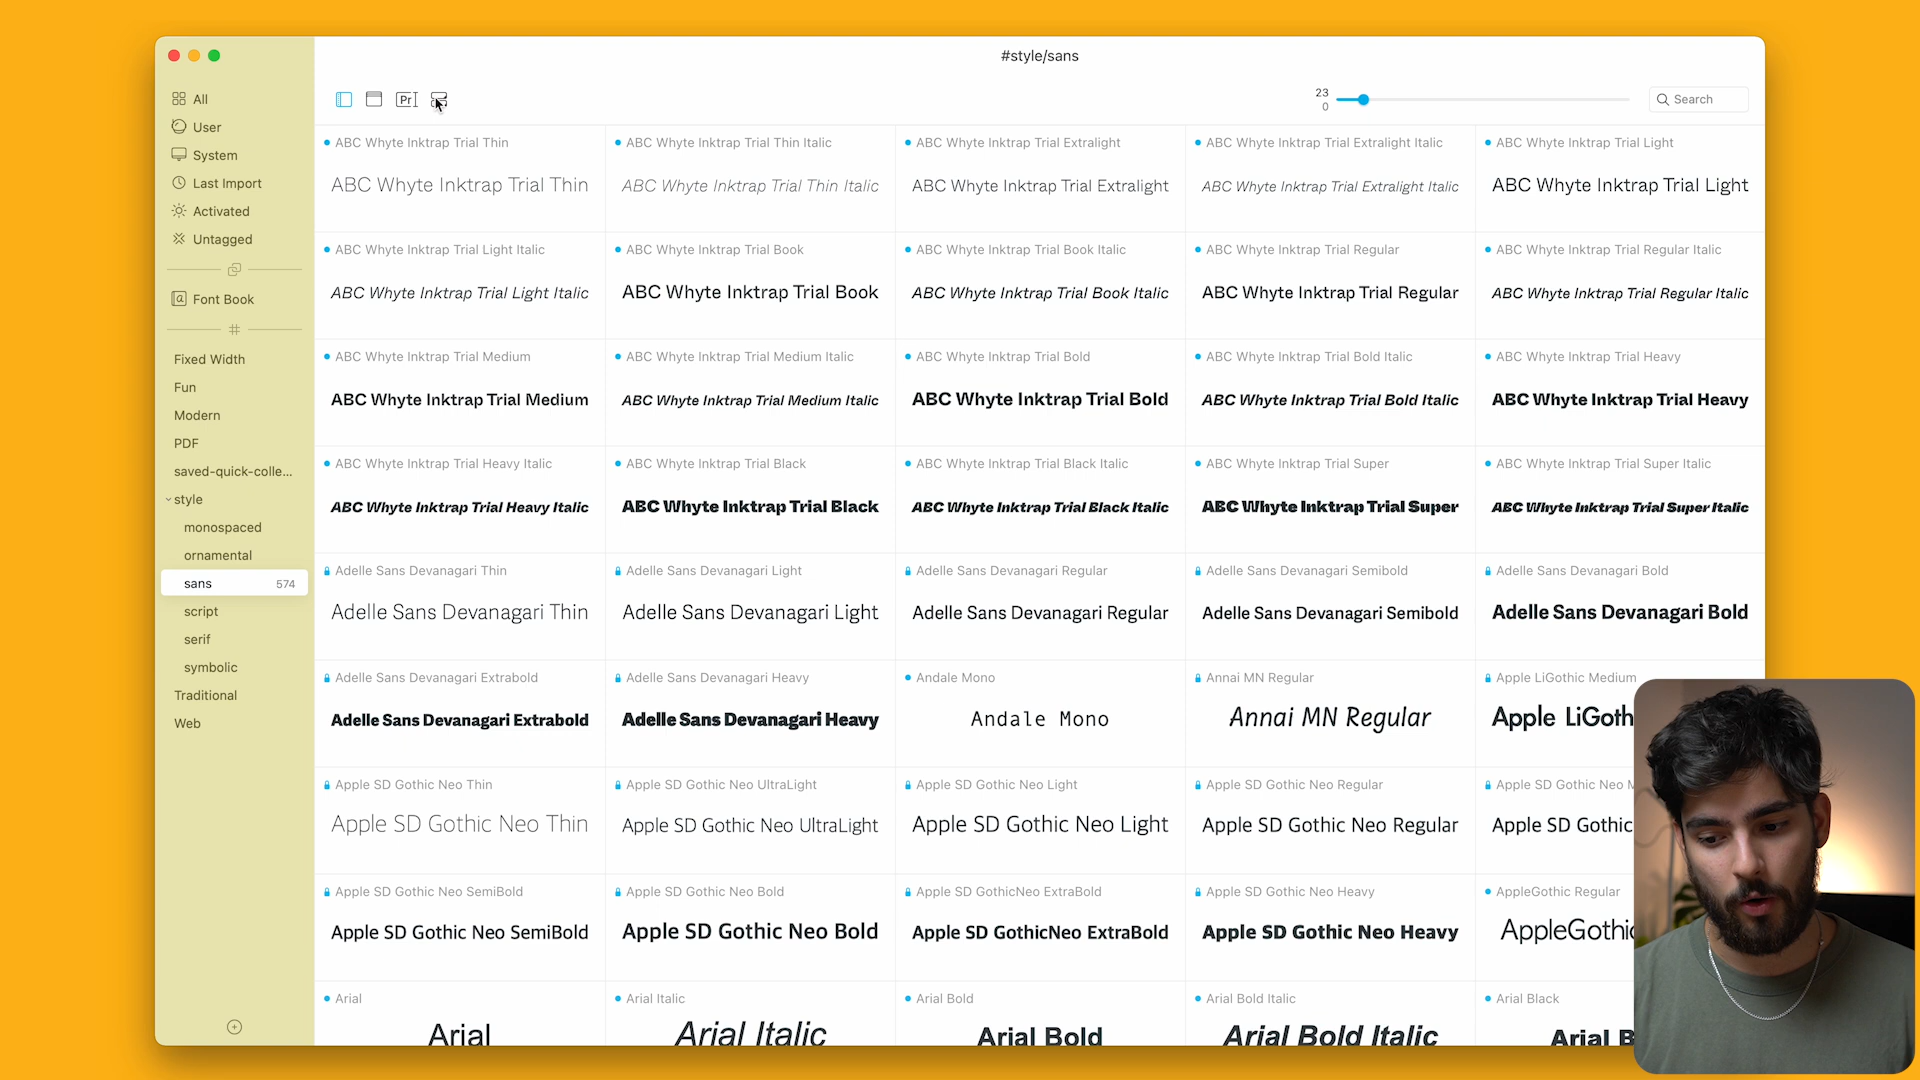 #style/sans
All
User
System
Last Import
Activated
Untagged
Font Book
Fixed Width
Fun
Modern
PDF
saved-quick-colle...
style
monospaced
ornamental
sans 574
script
serif
symbolic
Traditional
Web
Pr
23
0
Search
ABC Whyte Inktrap Trial Thin
ABC Whyte Inktrap Trial Thin Italic
ABC Whyte Inktrap Trial Extralight
ABC Whyte Inktrap Trial Extralight Italic
ABC Whyte Inktrap Trial Light
ABC Whyte Inktrap Trial Thin
ABC Whyte Inktrap Trial Thin Italic
ABC Whyte Inktrap Trial Extralight
ABC Whyte Inktrap Trial Extralight Italic
ABC Whyte Inktrap Trial Light
ABC Whyte Inktrap Trial Light Italic
ABC Whyte Inktrap Trial Book
ABC Whyte Inktrap Trial Book Italic
ABC Whyte Inktrap Trial Regular
ABC Whyte Inktrap Trial Regular Italic
ABC Whyte Inktrap Trial Light Italic
ABC Whyte Inktrap Trial Book
ABC Whyte Inktrap Trial Book Italic
ABC Whyte Inktrap Trial Regular
ABC Whyte Inktrap Trial Regular Italic
ABC Whyte Inktrap Trial Medium
ABC Whyte Inktrap Trial Medium Italic
ABC Whyte Inktrap Trial Bold
ABC Whyte Inktrap Trial Bold Italic
ABC Whyte Inktrap Trial Heavy
ABC Whyte Inktrap Trial Medium
ABC Whyte Inktrap Trial Medium Italic
ABC Whyte Inktrap Trial Bold
ABC Whyte Inktrap Trial Bold Italic
ABC Whyte Inktrap Trial Heavy
ABC Whyte Inktrap Trial Heavy Italic
ABC Whyte Inktrap Trial Black
ABC Whyte Inktrap Trial Black Italic
ABC Whyte Inktrap Trial Super
ABC Whyte Inktrap Trial Super Italic
ABC Whyte Inktrap Trial Heavy Italic
ABC Whyte Inktrap Trial Black
ABC Whyte Inktrap Trial Black Italic
ABC Whyte Inktrap Trial Super
ABC Whyte Inktrap Trial Super Italic
Adelle Sans Devanagari Thin
Adelle Sans Devanagari Light
Adelle Sans Devanagari Regular
Adelle Sans Devanagari Semibold
Adelle Sans Devanagari Bold
Adelle Sans Devanagari Thin
Adelle Sans Devanagari Light
Adelle Sans Devanagari Regular
Adelle Sans Devanagari Semibold
Adelle Sans Devanagari Bold
Adelle Sans Devanagari Extrabold
Adelle Sans Devanagari Heavy
Andale Mono
Annai MN Regular
Apple LiGothic Medium
Adelle Sans Devanagari Extrabold
Adelle Sans Devanagari Heavy
Andale Mono
Annai MN Regular
Apple LiGoth
Apple SD Gothic Neo Thin
Apple SD Gothic Neo UltraLight
Apple SD Gothic Neo Light
Apple SD Gothic Neo Regular
Apple SD Gothic Neo M
Apple SD Gothic Neo Thin
Apple SD Gothic Neo UltraLight
Apple SD Gothic Neo Light
Apple SD Gothic Neo Regular
Apple SD Gothic
Apple SD Gothic Neo SemiBold
Apple SD Gothic Neo Bold
Apple SD GothicNeo ExtraBold
Apple SD Gothic Neo Heavy
AppleGothic Regular
Apple SD Gothic Neo SemiBold
Apple SD Gothic Neo Bold
Apple SD GothicNeo ExtraBold
Apple SD Gothic Neo Heavy
AppleGothic
Arial
Arial Italic
Arial Bold
Arial Bold Italic
Arial Black
Arial
Arial Italic
Arial Bold
Arial Bold Italic
Arial B